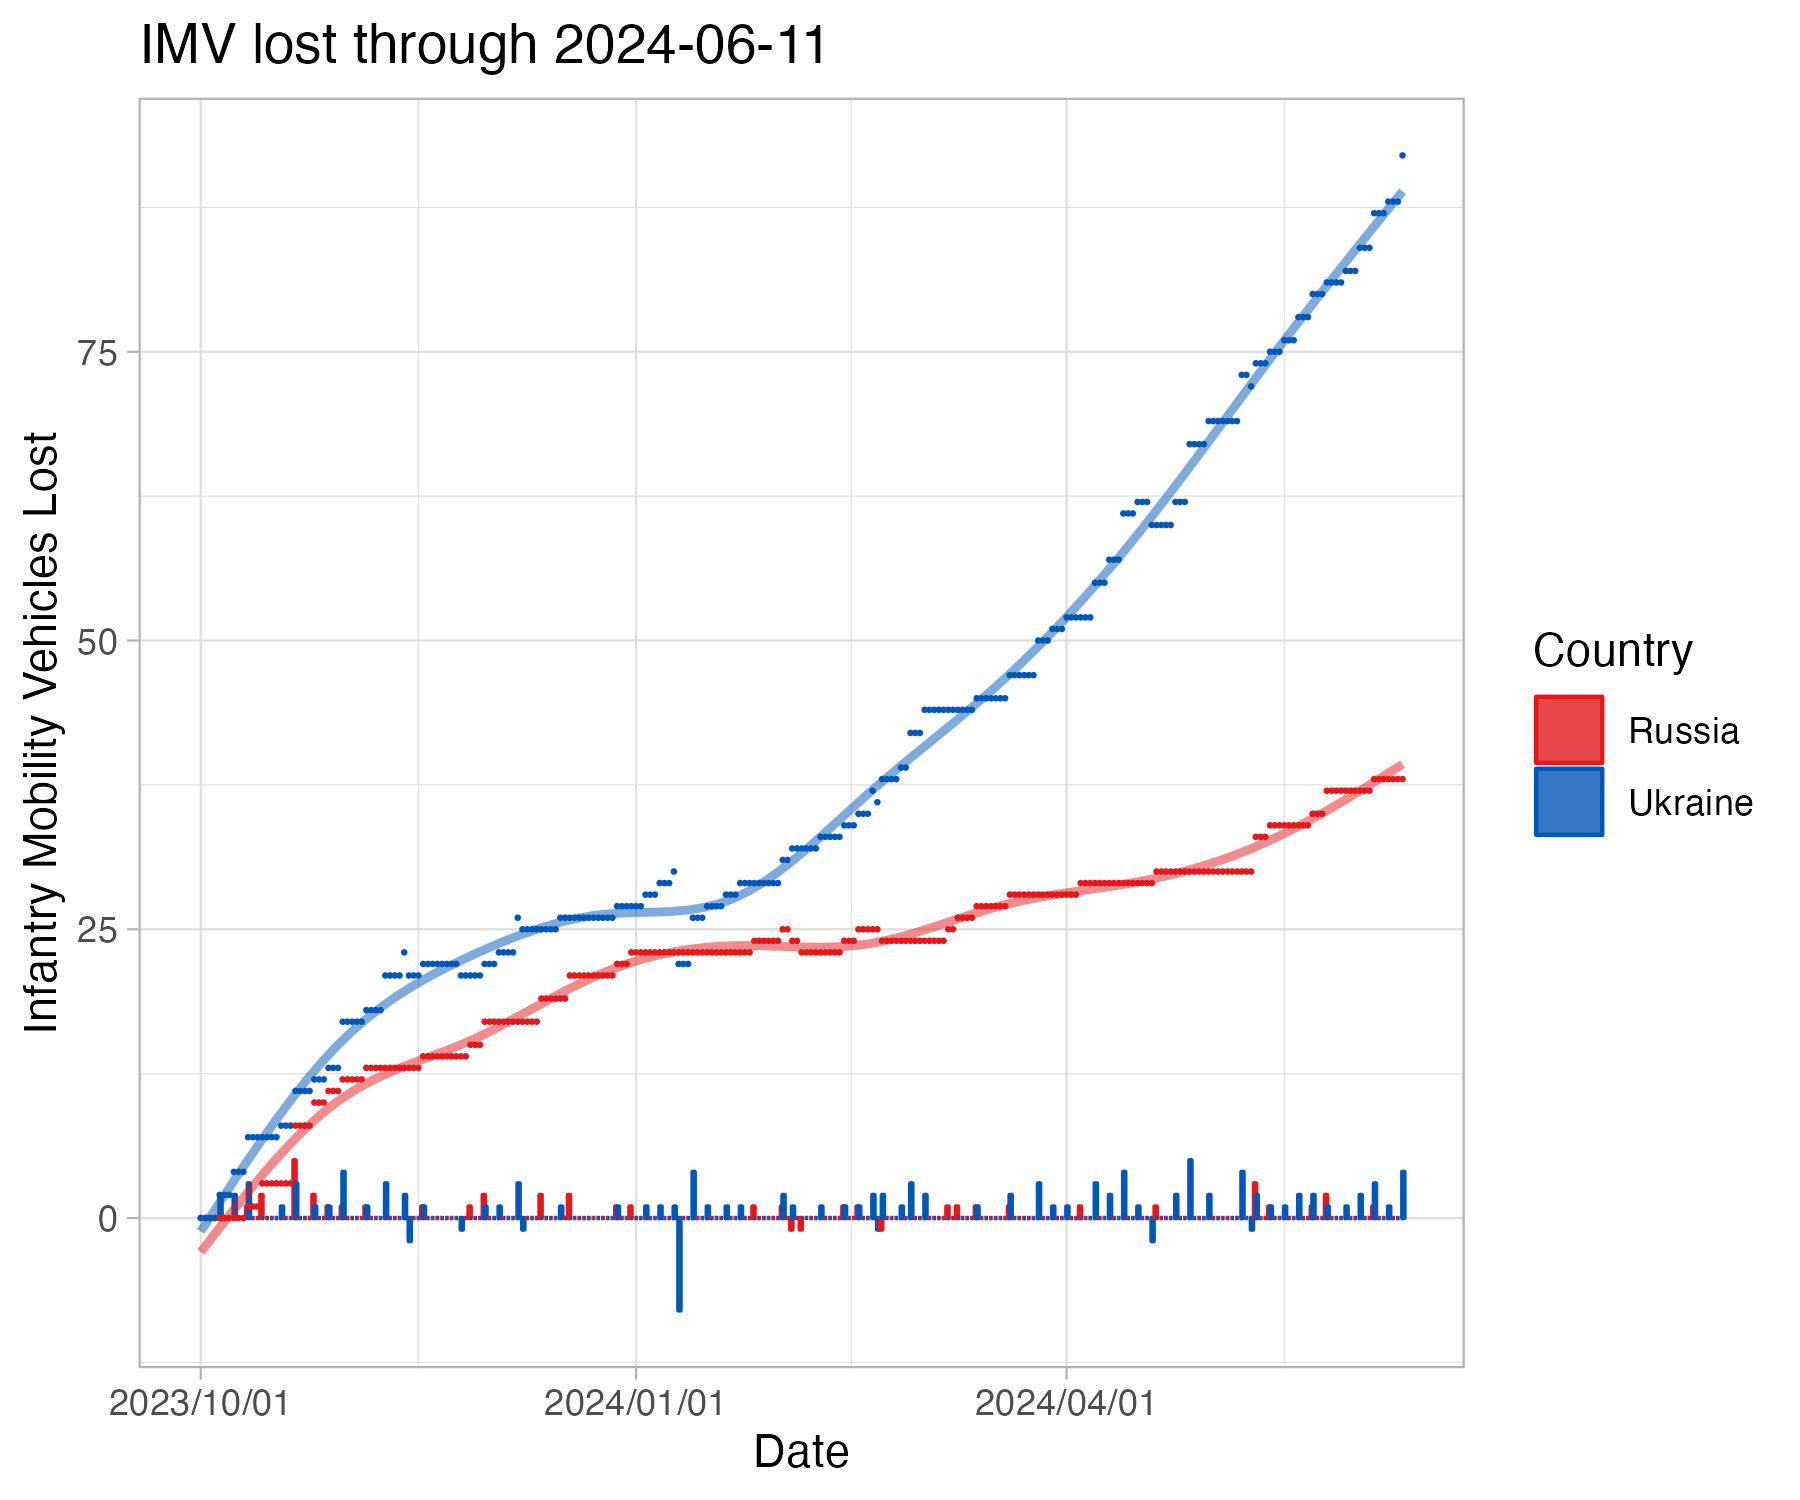 IMV lost through 2024-06-11
Infantry Mobility Vehicles Lost
75
50
25
0
2023/10/01
2024/01/01
2024/04/01
Date
Country
Russia
Ukraine